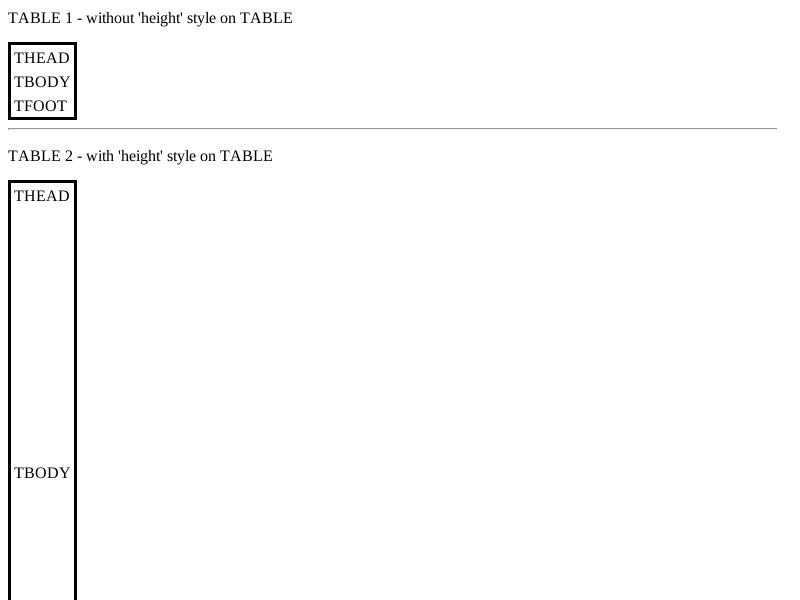 TABLE 1 - without 'height' style on TABLE
THEAD
TBODY
TFOOT
TABLE 2 - with 'height' style on TABLE
THEAD
TBODY